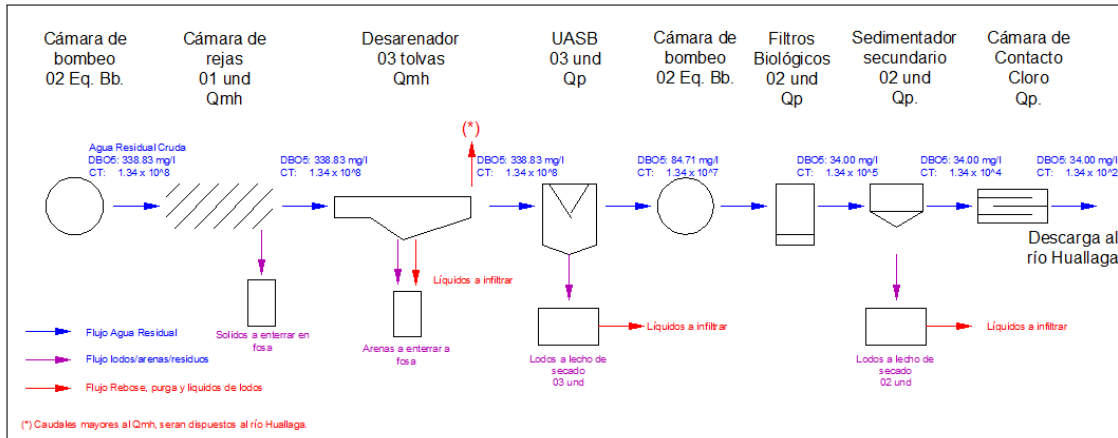 Cámara de
bombeo
02 Eq. Bb.
Cámara de
rejas
01 und
Qmh
Desarenador
03 tolvas
Qmh
UASB
03 und
Qp
Cámara de
bombeo
02 Eq. Bb.
Filtros
Biológicos
02 und
Qp
Sedimentador
secundario
02 und
Qp.
Cámara de
Contacto
Cloro
Qp.
(*)
Agua Residual Cruda
DBO5: 338.83 mg/l
CT: 1.34 x 10^8
DBO5: 338.83 mg/l
CT: 1.34 x 10^8
DBO5: 338.83 mg/l
CT: 1.34 x 10^8
DBO5: 84.71 mg/l
CT: 1.34 x 10^7
DBO5: 34.00 mg/l
CT: 1.34 x 10^5
DBO5: 34.00 mg/l
CT: 1.34 x 10^4
DBO5: 34.00 mg/l
CT: 1.34 x 10^2
Descarga al
río Huallaga
Líquidos a infiltrar
Solidos a enterrar en
fosa
Arenas a enterrar a
fosa
Líquidos a infiltrar
Lodos a lecho de
secado
03 und
Líquidos a infiltrar
Lodos a lecho de
secado
02 und
Flujo Agua Residual
Flujo lodos/arenas/residuos
Flujo Rebose, purga y liquidos de lodos
(*) Caudales mayores al Qmh, seran dispuestos al río Huallaga.